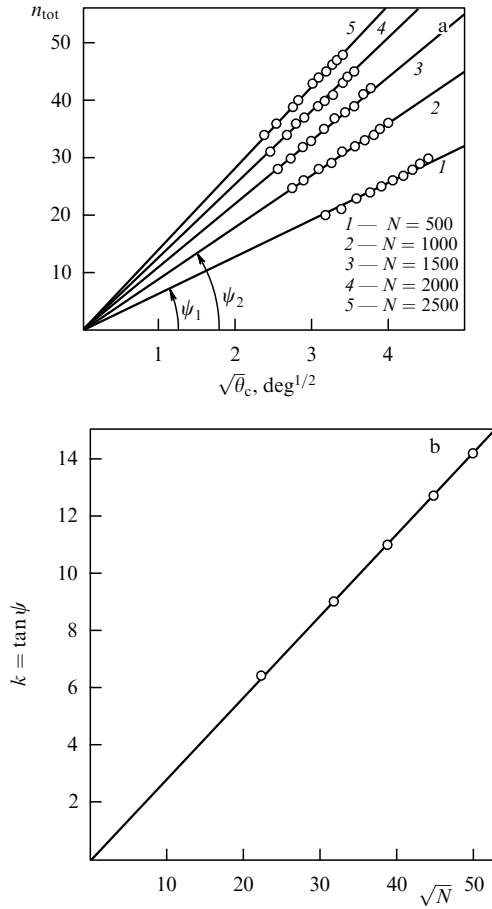 n_tot
5
4
a
50
3
40
2
30
1
20
1 — N = 500
2 — N = 1000
3 — N = 1500
10
4 — N = 2000
ψ₁
ψ₂
5 — N = 2500
1 2 3 4
√θ_c, deg^1/2
b
14
12
10
k = tan ψ
8
6
4
2
10 20 30 40 50
√N